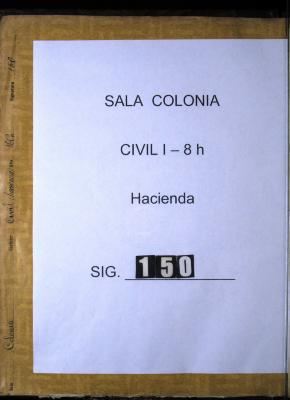 SALA COLONIA
CIVIL I – 8 h
Hacienda
SIG. 150